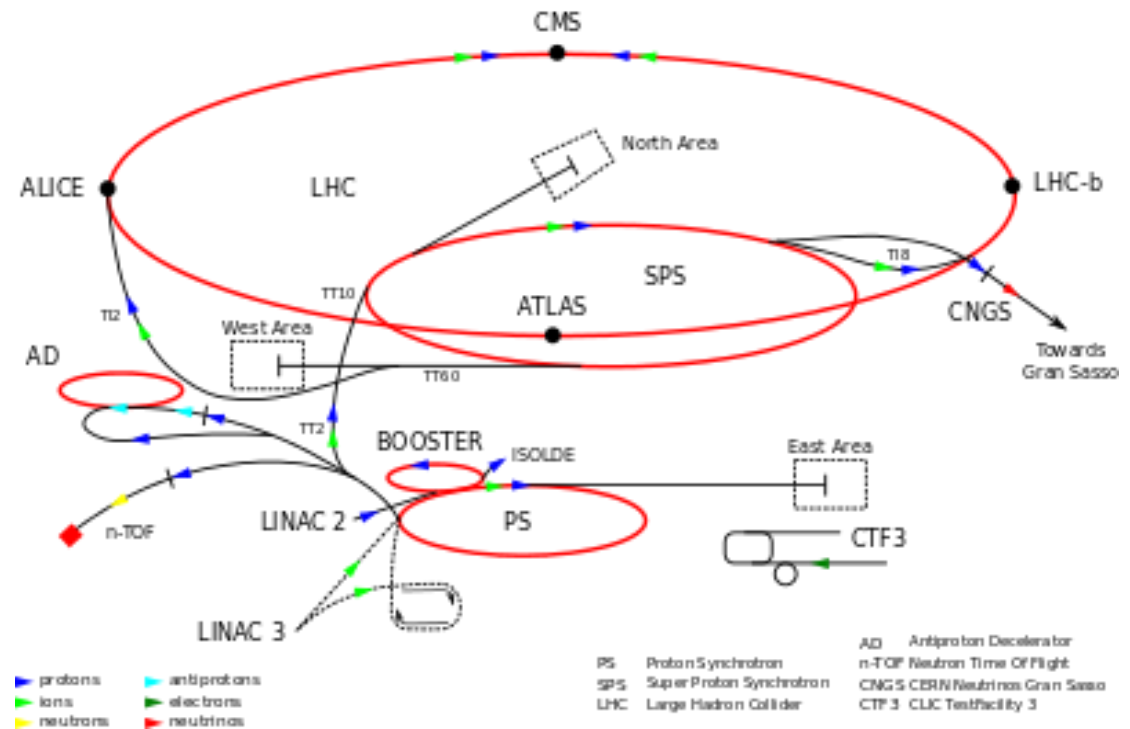 CMS
North Area
ALICE
LHC
LHC-b
SPS
TI8
TT10
ATLAS
CNGS
TI2
West Area
Towards
Gran Sasso
AD
TT60
TT2
BOOSTER
ISOLDE
East Area
LINAC 2
PS
n-TOF
CTF3
LINAC 3
AD Antiproton Decelerator
PS Proton Synchrotron
n-TOF Neutron Time Of Flight
SPS Super Proton Synchrotron
CNGS CERN Neutrinos Gran Sasso
LHC Large Hadron Collider
CTF3 CLIC TestFacility 3
protons
antiprotons
ions
electrons
neutrons
neutrinos